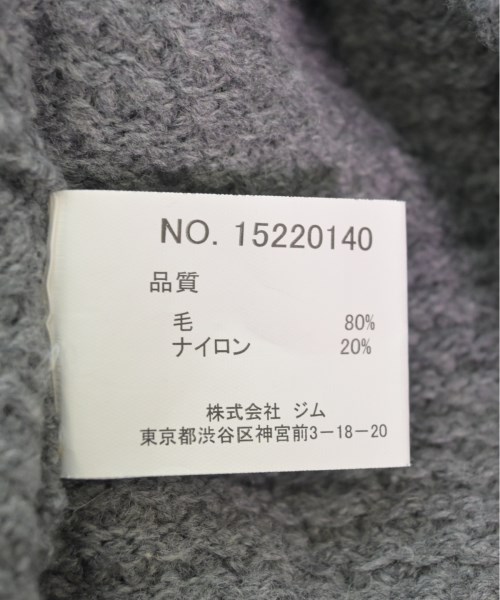 NO. 15220140
品質
毛 80%
ナイロン 20%
株式会社 ジム
東京都渋谷区神宮前3−18−20